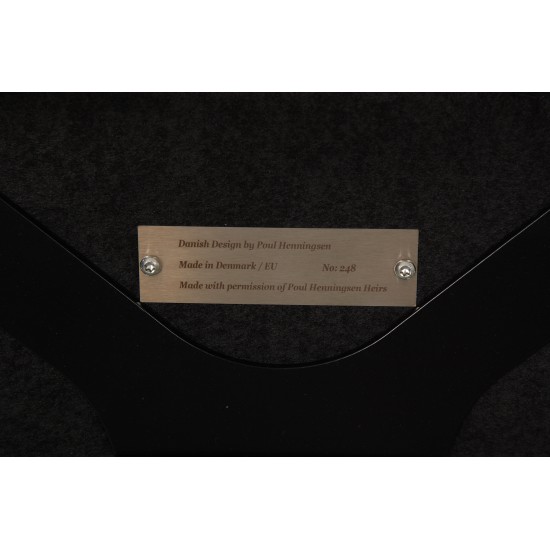 Danish Design by Poul Henningsen
Made in Denmark / EU No: 248
Made with permission of Poul Henningsen Heirs